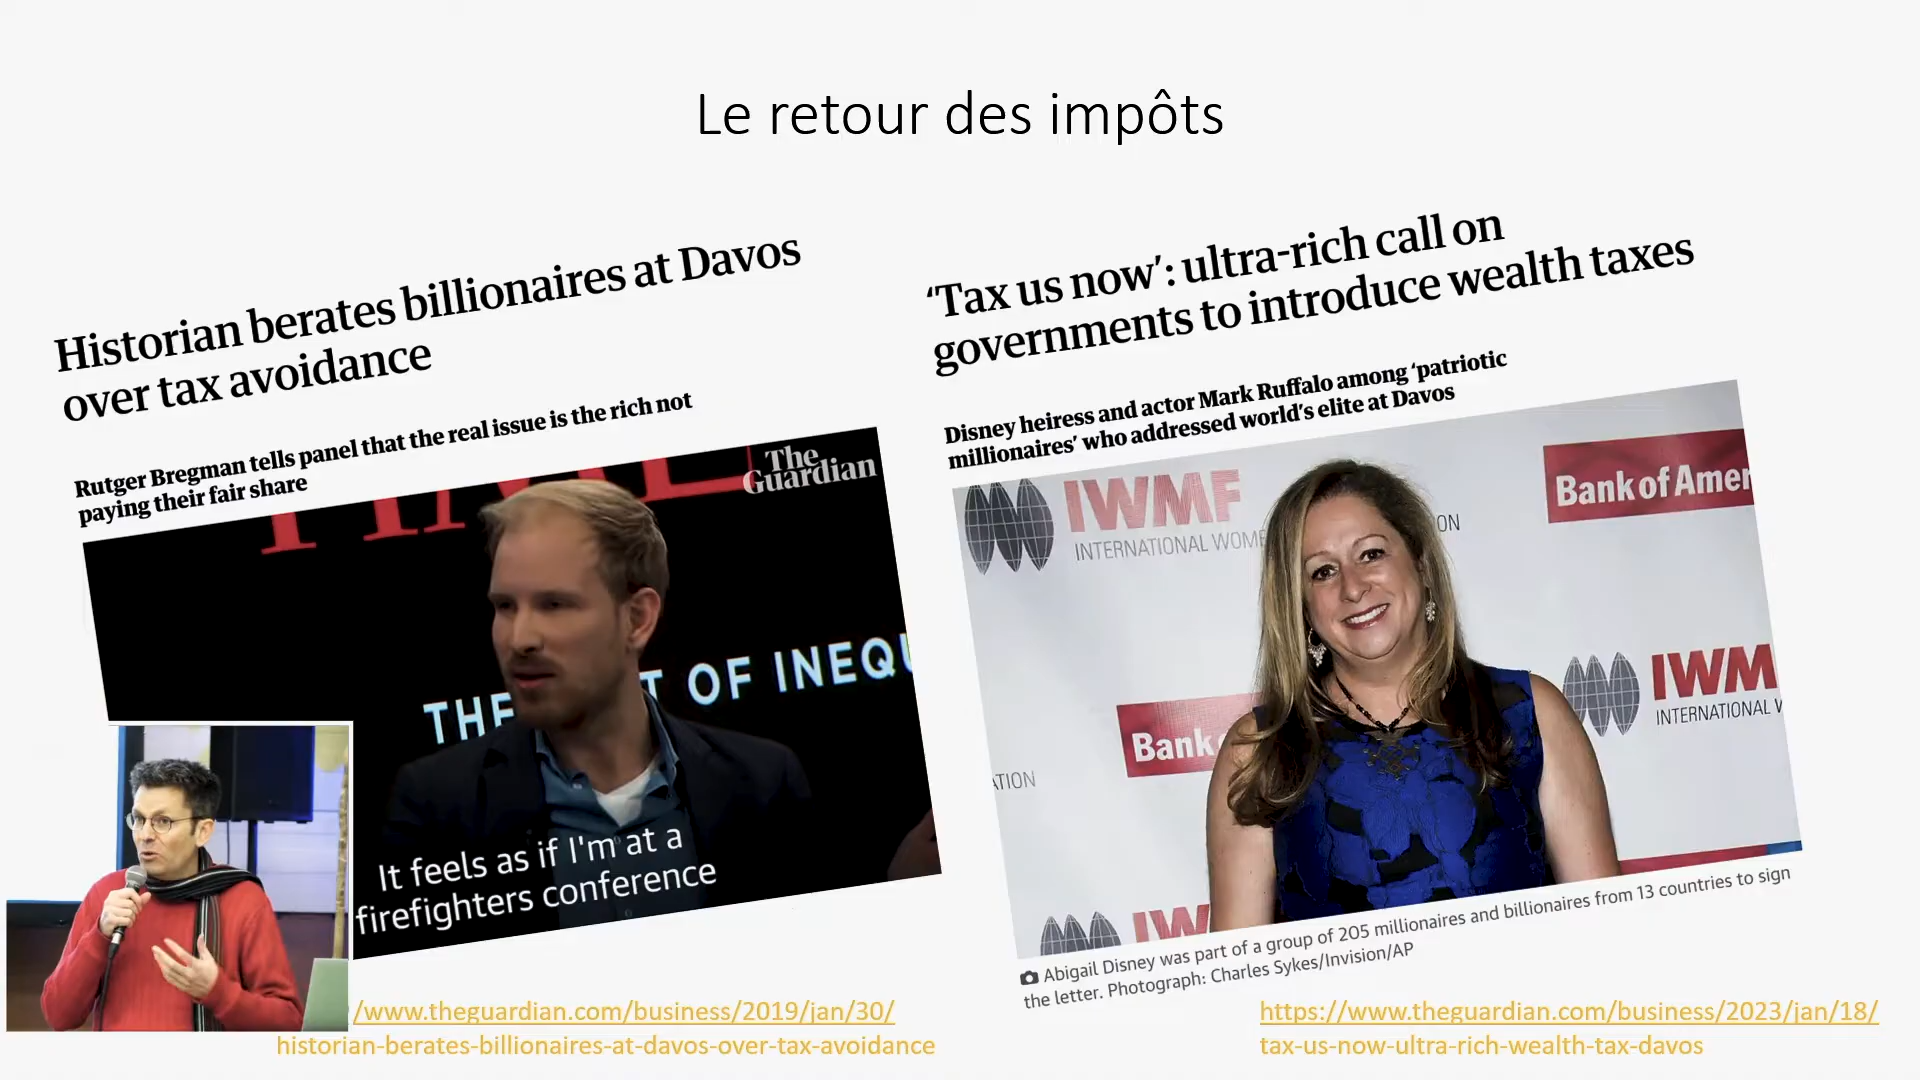 Le retour des impôts
Historian berates billionaires at Davos
over tax avoidance
Rutger Bregman tells panel that the real issue is the rich not
paying their fair share
The
Guardian
THE
T OF INEQU
It feels as if I'm at a
firefighters conference
/www.theguardian.com/business/2019/jan/30/
historian-berates-billionaires-at-davos-over-tax-avoidance
‘Tax us now’: ultra-rich call on
governments to introduce wealth taxes
Disney heiress and actor Mark Ruffalo among ‘patriotic
millionaires’ who addressed world's elite at Davos
IWMF
INTERNATIONAL WOME
ON
Bank of Amer
Bank
ATION
IWM
INTERNATIONAL W
IW
Abigail Disney was part of a group of 205 millionaires and billionaires from 13 countries to sign
the letter. Photograph: Charles Sykes/Invision/AP
https://www.theguardian.com/business/2023/jan/18/
tax-us-now-ultra-rich-wealth-tax-davos